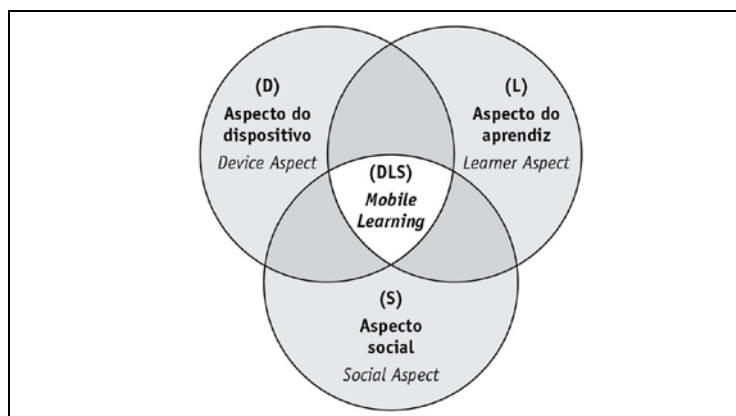 (D)
Aspecto do
dispositivo
Device Aspect
(L)
Aspecto do
aprendiz
Learner Aspect
(DLS)
Mobile
Learning
(S)
Aspecto
social
Social Aspect